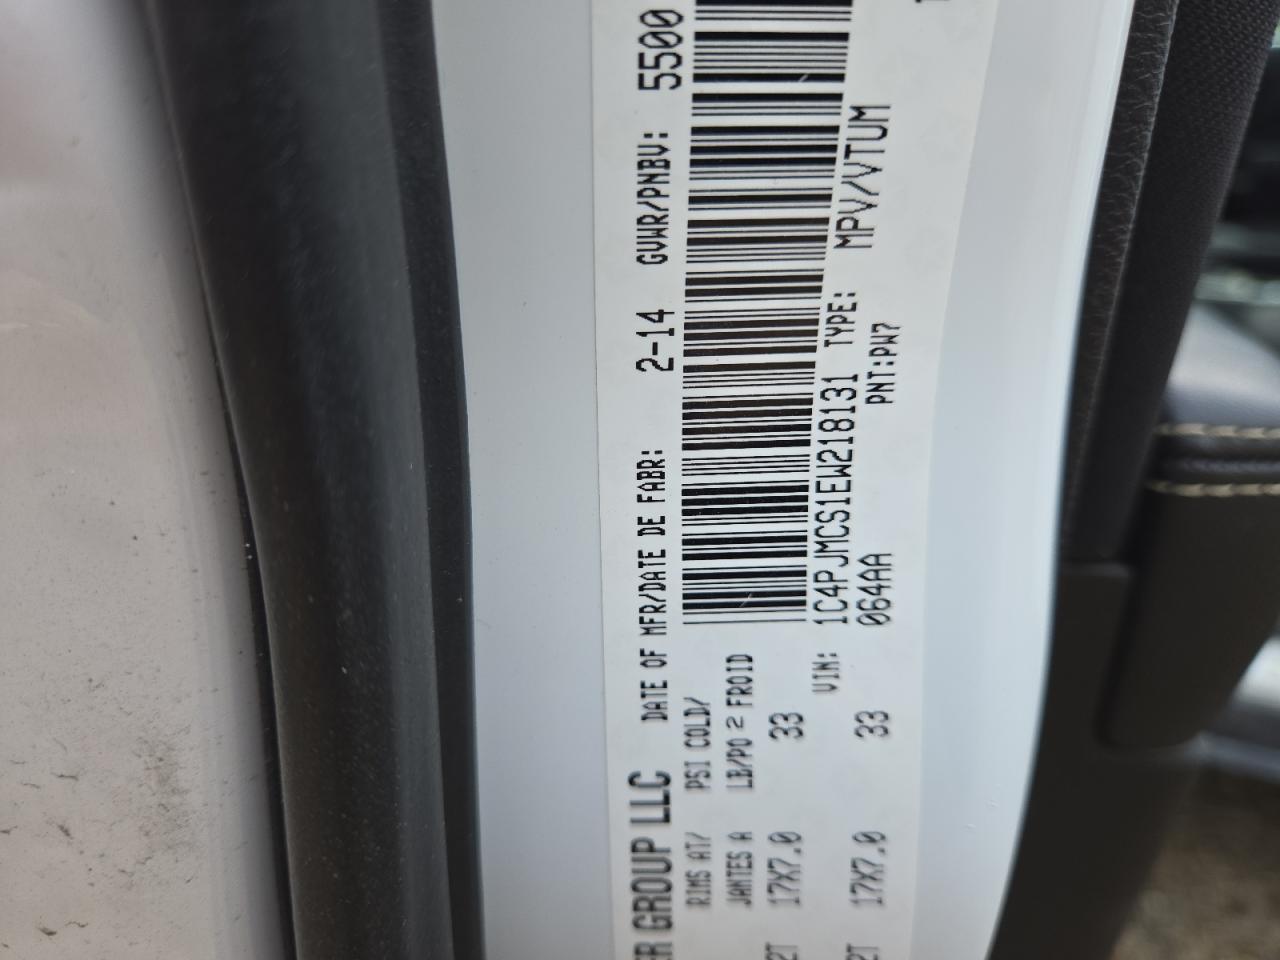 ER GROUP LLC DATE OF MFR/DATE DE FABR: 2-14 GVWR/PNBV: 5500
RIMS AT/ PSI COLD/
JANTES A LB/PO 2 FROID
17X7.0 33
VIN: 1C4PJMCS1EW218131 TYPE: MPV/VTUM
17X7.0 33 064AA PNT:PW7